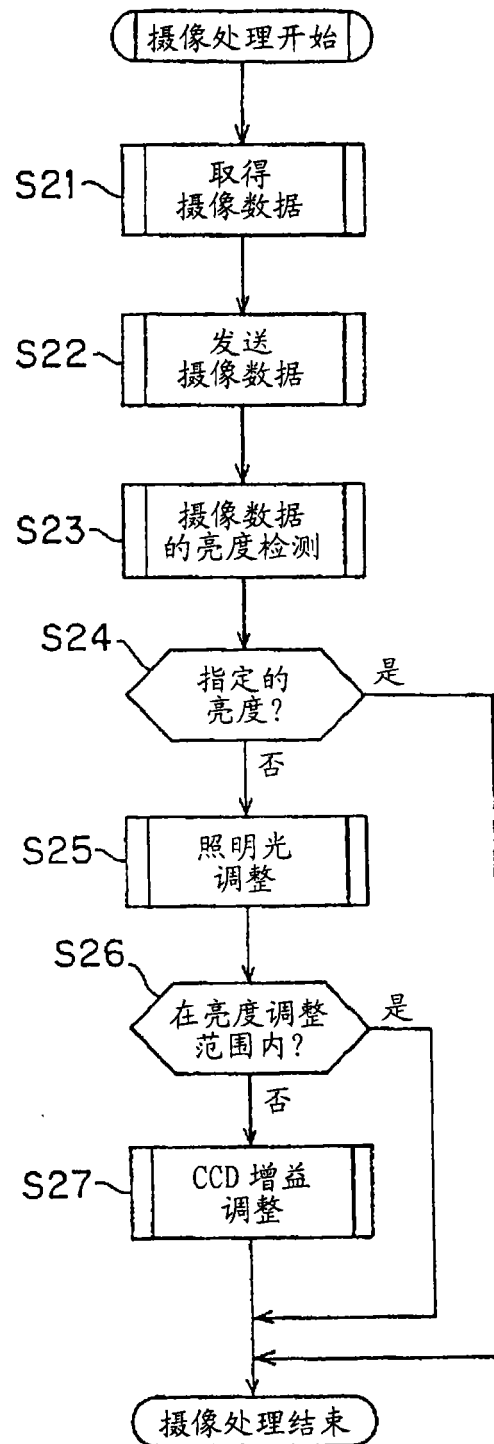 摄像处理开始
S21
取得
摄像数据
S22
发送
摄像数据
S23
摄像数据
的亮度检测
S24
指定的
亮度?
是
否
S25
照明光
调整
S26
在亮度调整
范围内?
是
否
S27
CCD 增益
调整
摄像处理结束